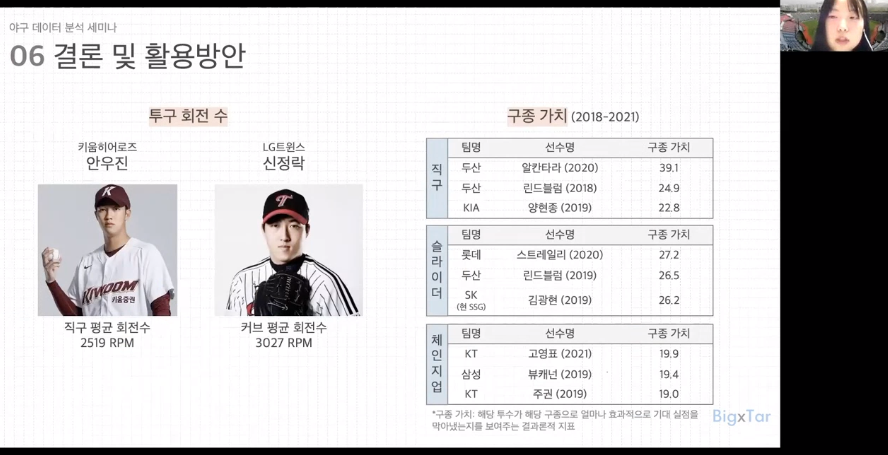 야구 데이터 분석 세미나
06 결론 및 활용방안
투구 회전 수
키움히어로즈
안우진
LG트윈스
신정락
KIWOOM
키움증권
직구 평균 회전수
2519 RPM
커브 평균 회전수
3027 RPM
구종 가치 (2018-2021)
직구
팀명 선수명 구종 가치
두산 알칸타라 (2020) 39.1
두산 린드블럼 (2018) 24.9
KIA 양현종 (2019) 22.8
슬라이더
팀명 선수명 구종 가치
롯데 스트레일리 (2020) 27.2
두산 린드블럼 (2019) 26.5
SK (현 SSG) 김광현 (2019) 26.2
체인지업
팀명 선수명 구종 가치
KT 고영표 (2021) 19.9
삼성 뷰캐넌 (2019) 19.4
KT 주권 (2019) 19.0
*구종 가치: 해당 투수가 해당 구종으로 얼마나 효과적으로 기대 실점을
막아냈는지를 보여주는 결과론적 지표
BigxTar